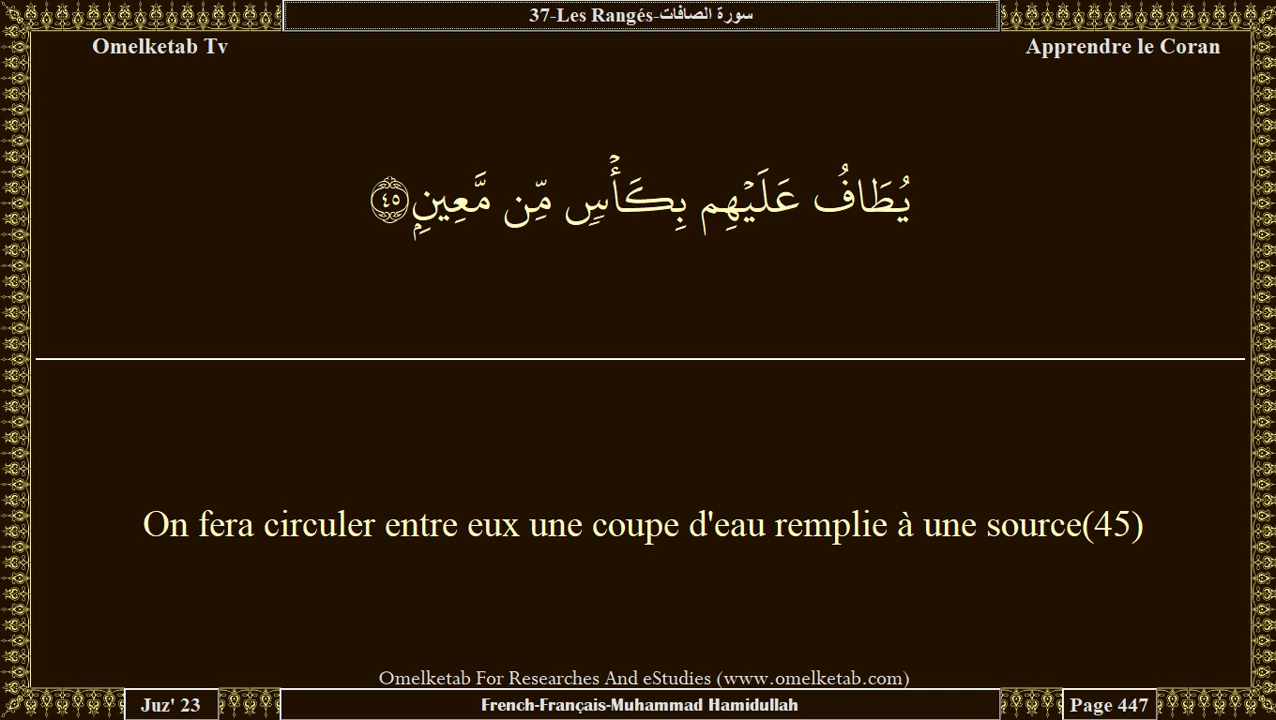 37-Les Rangés-سورة الصافات
Omelketab Tv
Apprendre le Coran
يُطَافُ عَلَيۡهِم بِكَأۡسٖ مِّن مَّعِينِۭ ٤٥
On fera circuler entre eux une coupe d'eau remplie à une source(45)
Omelketab For Researches And eStudies (www.omelketab.com)
Juz' 23
French-Français-Muhammad Hamidullah
Page 447